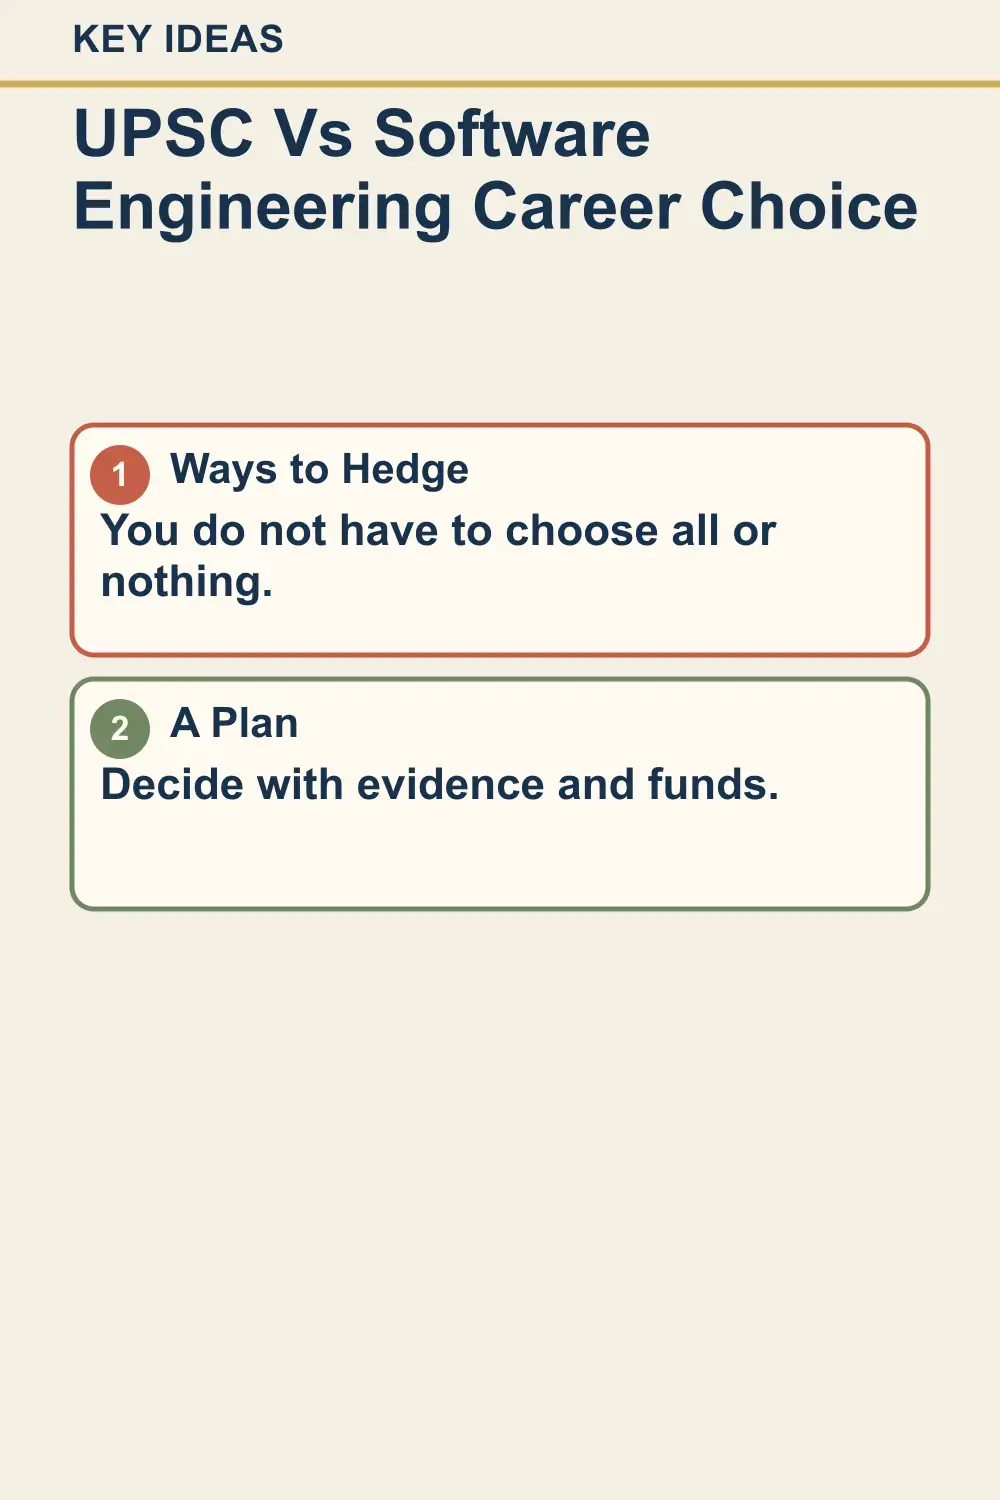 KEY IDEAS
UPSC Vs Software
Engineering Career Choice
1 Ways to Hedge
You do not have to choose all or
nothing.
2 A Plan
Decide with evidence and funds.